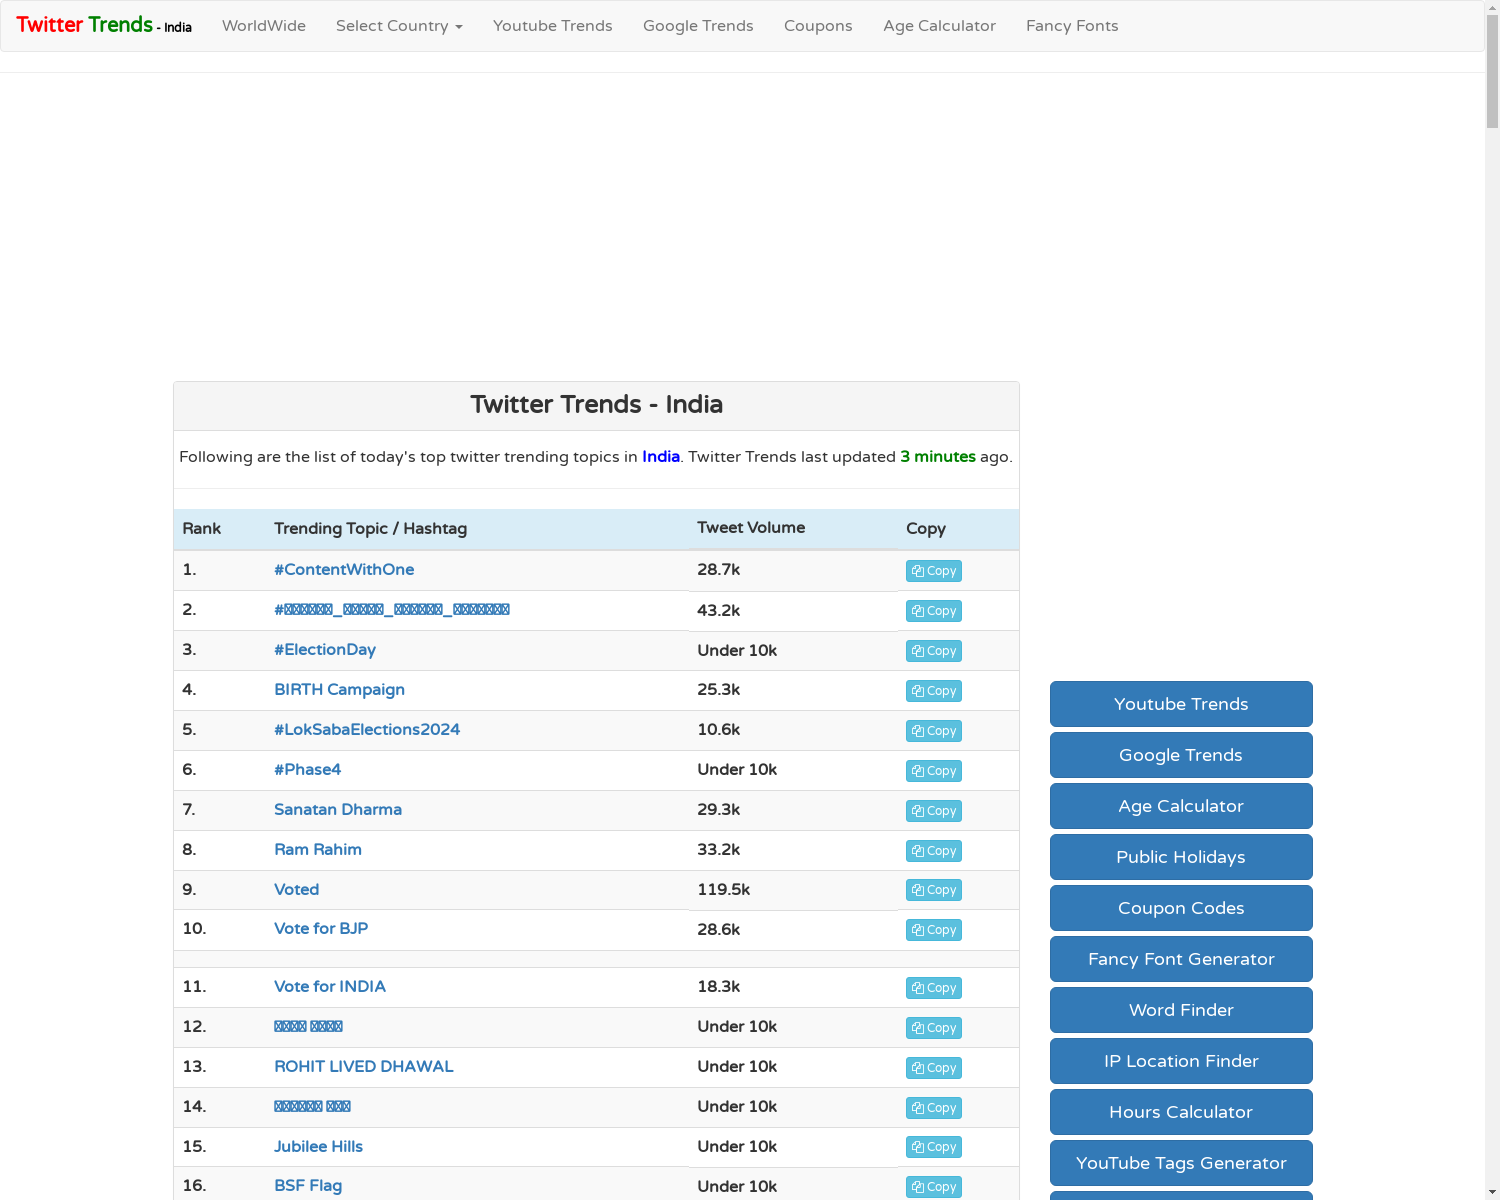 Twitter Trends - India WorldWide Select Country Youtube Trends Google Trends Coupons Age Calculator Fancy Fonts
Twitter Trends - India
Following are the list of today's top twitter trending topics in India. Twitter Trends last updated 3 minutes ago.
Rank Trending Topic / Hashtag Tweet Volume Copy
1. #ContentWithOne 28.7k Copy
2. 43.2k Copy
3. #ElectionDay Under 10k Copy
4. BIRTH Campaign 25.3k Copy
5. #LokSabaElections2024 10.6k Copy
6. #Phase4 Under 10k Copy
7. Sanatan Dharma 29.3k Copy
8. Ram Rahim 33.2k Copy
9. Voted 119.5k Copy
10. Vote for BJP 28.6k Copy
11. Vote for INDIA 18.3k Copy
12. Under 10k Copy
13. ROHIT LIVED DHAWAL Under 10k Copy
14. Under 10k Copy
15. Jubilee Hills Under 10k Copy
16. BSF Flag Under 10k Copy
Youtube Trends
Google Trends
Age Calculator
Public Holidays
Coupon Codes
Fancy Font Generator
Word Finder
IP Location Finder
Hours Calculator
YouTube Tags Generator